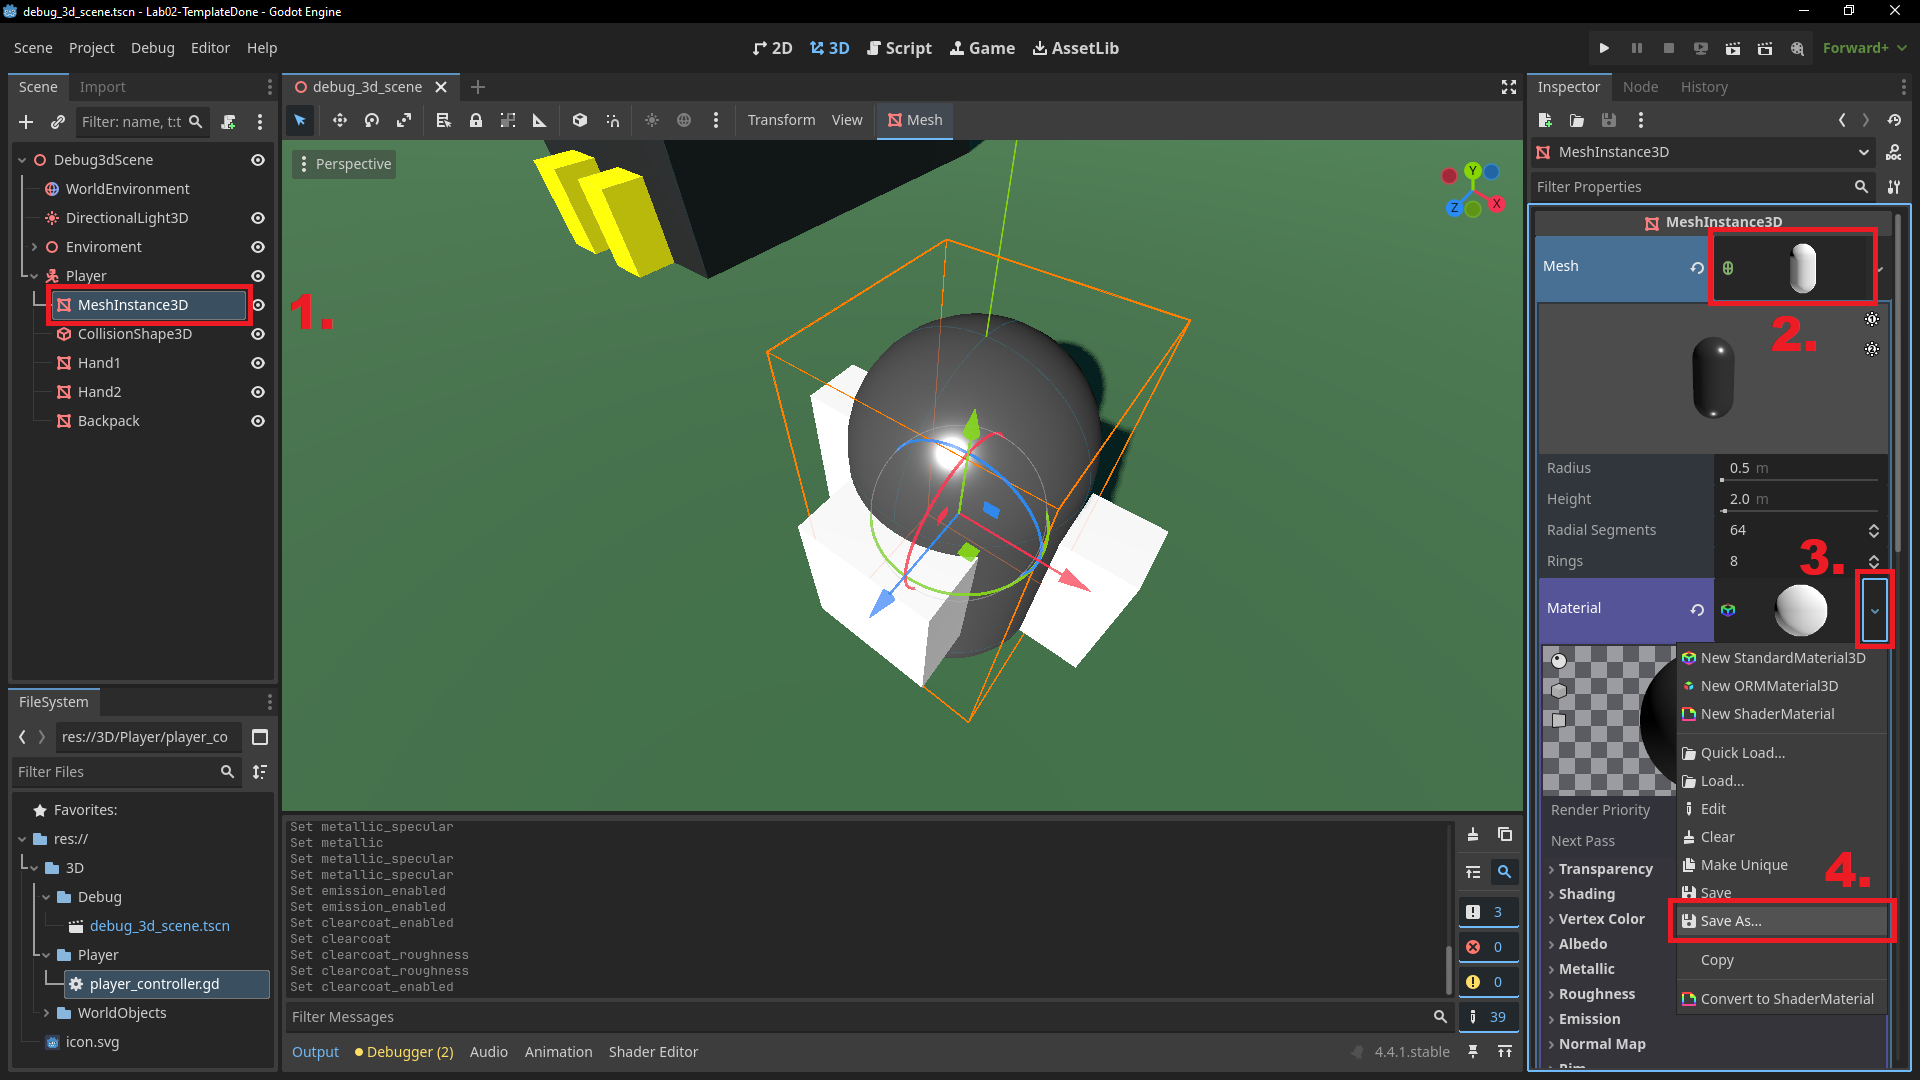 debug_3d_scene.tscn - Lab02-TemplateDone - Godot Engine
Scene Project Debug Editor Help
2D 3D Script Game AssetLib
Forward+
Scene Import
Filter: name, t:t
Debug3dScene
WorldEnvironment
DirectionalLight3D
Enviroment
Player
MeshInstance3D
CollisionShape3D
Hand1
Hand2
Backpack
1.
FileSystem
res://3D/Player/player_co
Filter Files
Favorites:
res://
3D
Debug
debug_3d_scene.tscn
Player
player_controller.gd
WorldObjects
icon.svg
debug_3d_scene
Transform View Mesh
Perspective
Y
X
Z
Set metallic_specular
Set metallic
Set metallic_specular
Set metallic_specular
Set emission_enabled
Set emission_enabled
Set clearcoat_enabled
Set clearcoat
Set clearcoat_roughness
Set clearcoat_roughness
Set clearcoat_enabled
3
0
0
39
Filter Messages
Output Debugger (2) Audio Animation Shader Editor
4.4.1.stable
Inspector Node History
MeshInstance3D
DOC
Filter Properties
MeshInstance3D
Mesh
2.
1
2
Radius 0.5 m
Height 2.0 m
Radial Segments 64
Rings 8
3.
Material
New StandardMaterial3D
New ORMMaterial3D
New ShaderMaterial
Quick Load...
Load...
Edit
Clear
Make Unique
4.
Save
Save As...
Copy
Convert to ShaderMaterial
Render Priority
Next Pass
Transparency
Shading
Vertex Color
Albedo
Metallic
Roughness
Emission
Normal Map
Rim